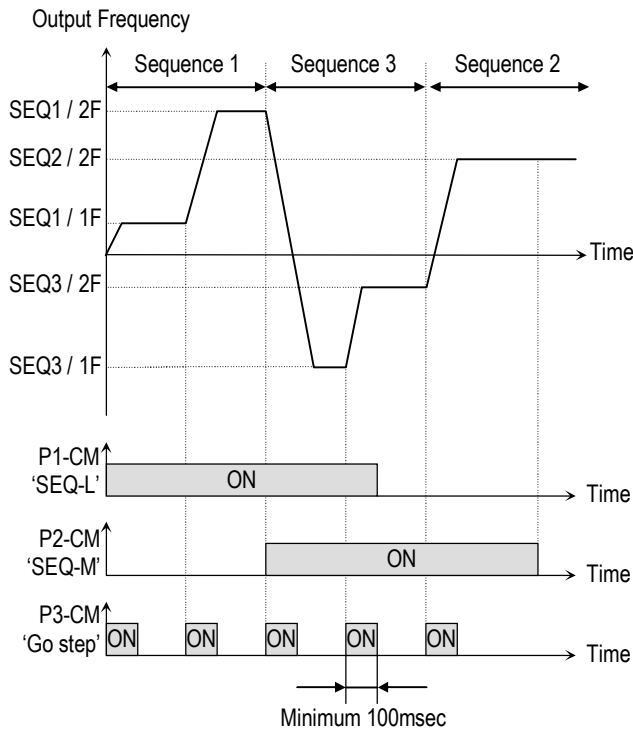 Output Frequency
Sequence 1
Sequence 3
Sequence 2
SEQ1 / 2F
SEQ2 / 2F
SEQ1 / 1F
Time
SEQ3 / 2F
SEQ3 / 1F
P1-CM
'SEQ-L'
ON
Time
P2-CM
'SEQ-M'
ON
Time
P3-CM
'Go step'
ON
ON
ON
ON
ON
Time
Minimum 100msec